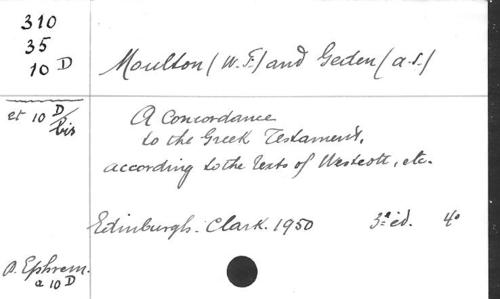 310
35
10 D
Moulton (W. F.) and Geden (A. S.)
et 10 D/bis
A Concordance
to the Greek Testament,
according to the texts of Westcott, etc.
Edinburgh. Clark. 1950 3ᵉ éd. 4°
P. Ephrem.
a 10 D